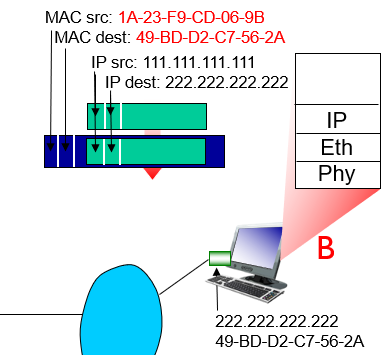 MAC src: 1A-23-F9-CD-06-9B
MAC dest: 49-BD-D2-C7-56-2A
IP src: 111.111.111.111
IP dest: 222.222.222.222
IP
Eth
Phy
B
222.222.222.222
49-BD-D2-C7-56-2A